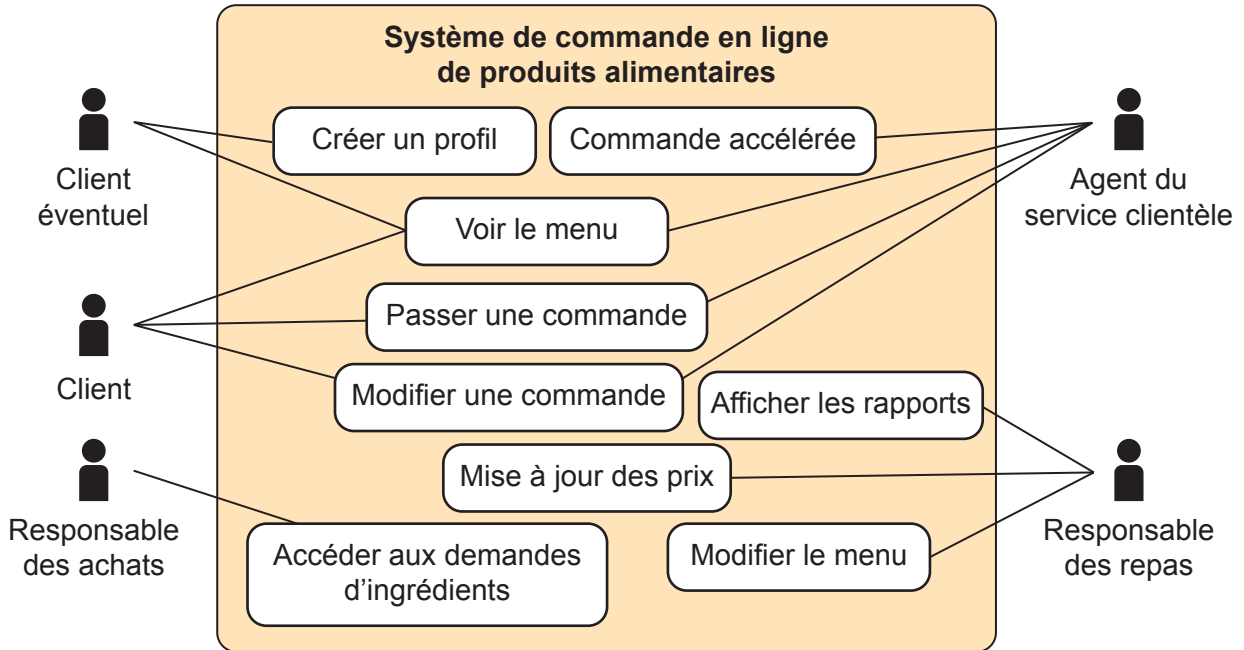 Système de commande en ligne
de produits alimentaires
Créer un profil
Commande accélérée
Client
éventuel
Agent du
service clientèle
Voir le menu
Passer une commande
Client
Modifier une commande
Afficher les rapports
Mise à jour des prix
Responsable
des achats
Accéder aux demandes
d'ingrédients
Modifier le menu
Responsable
des repas